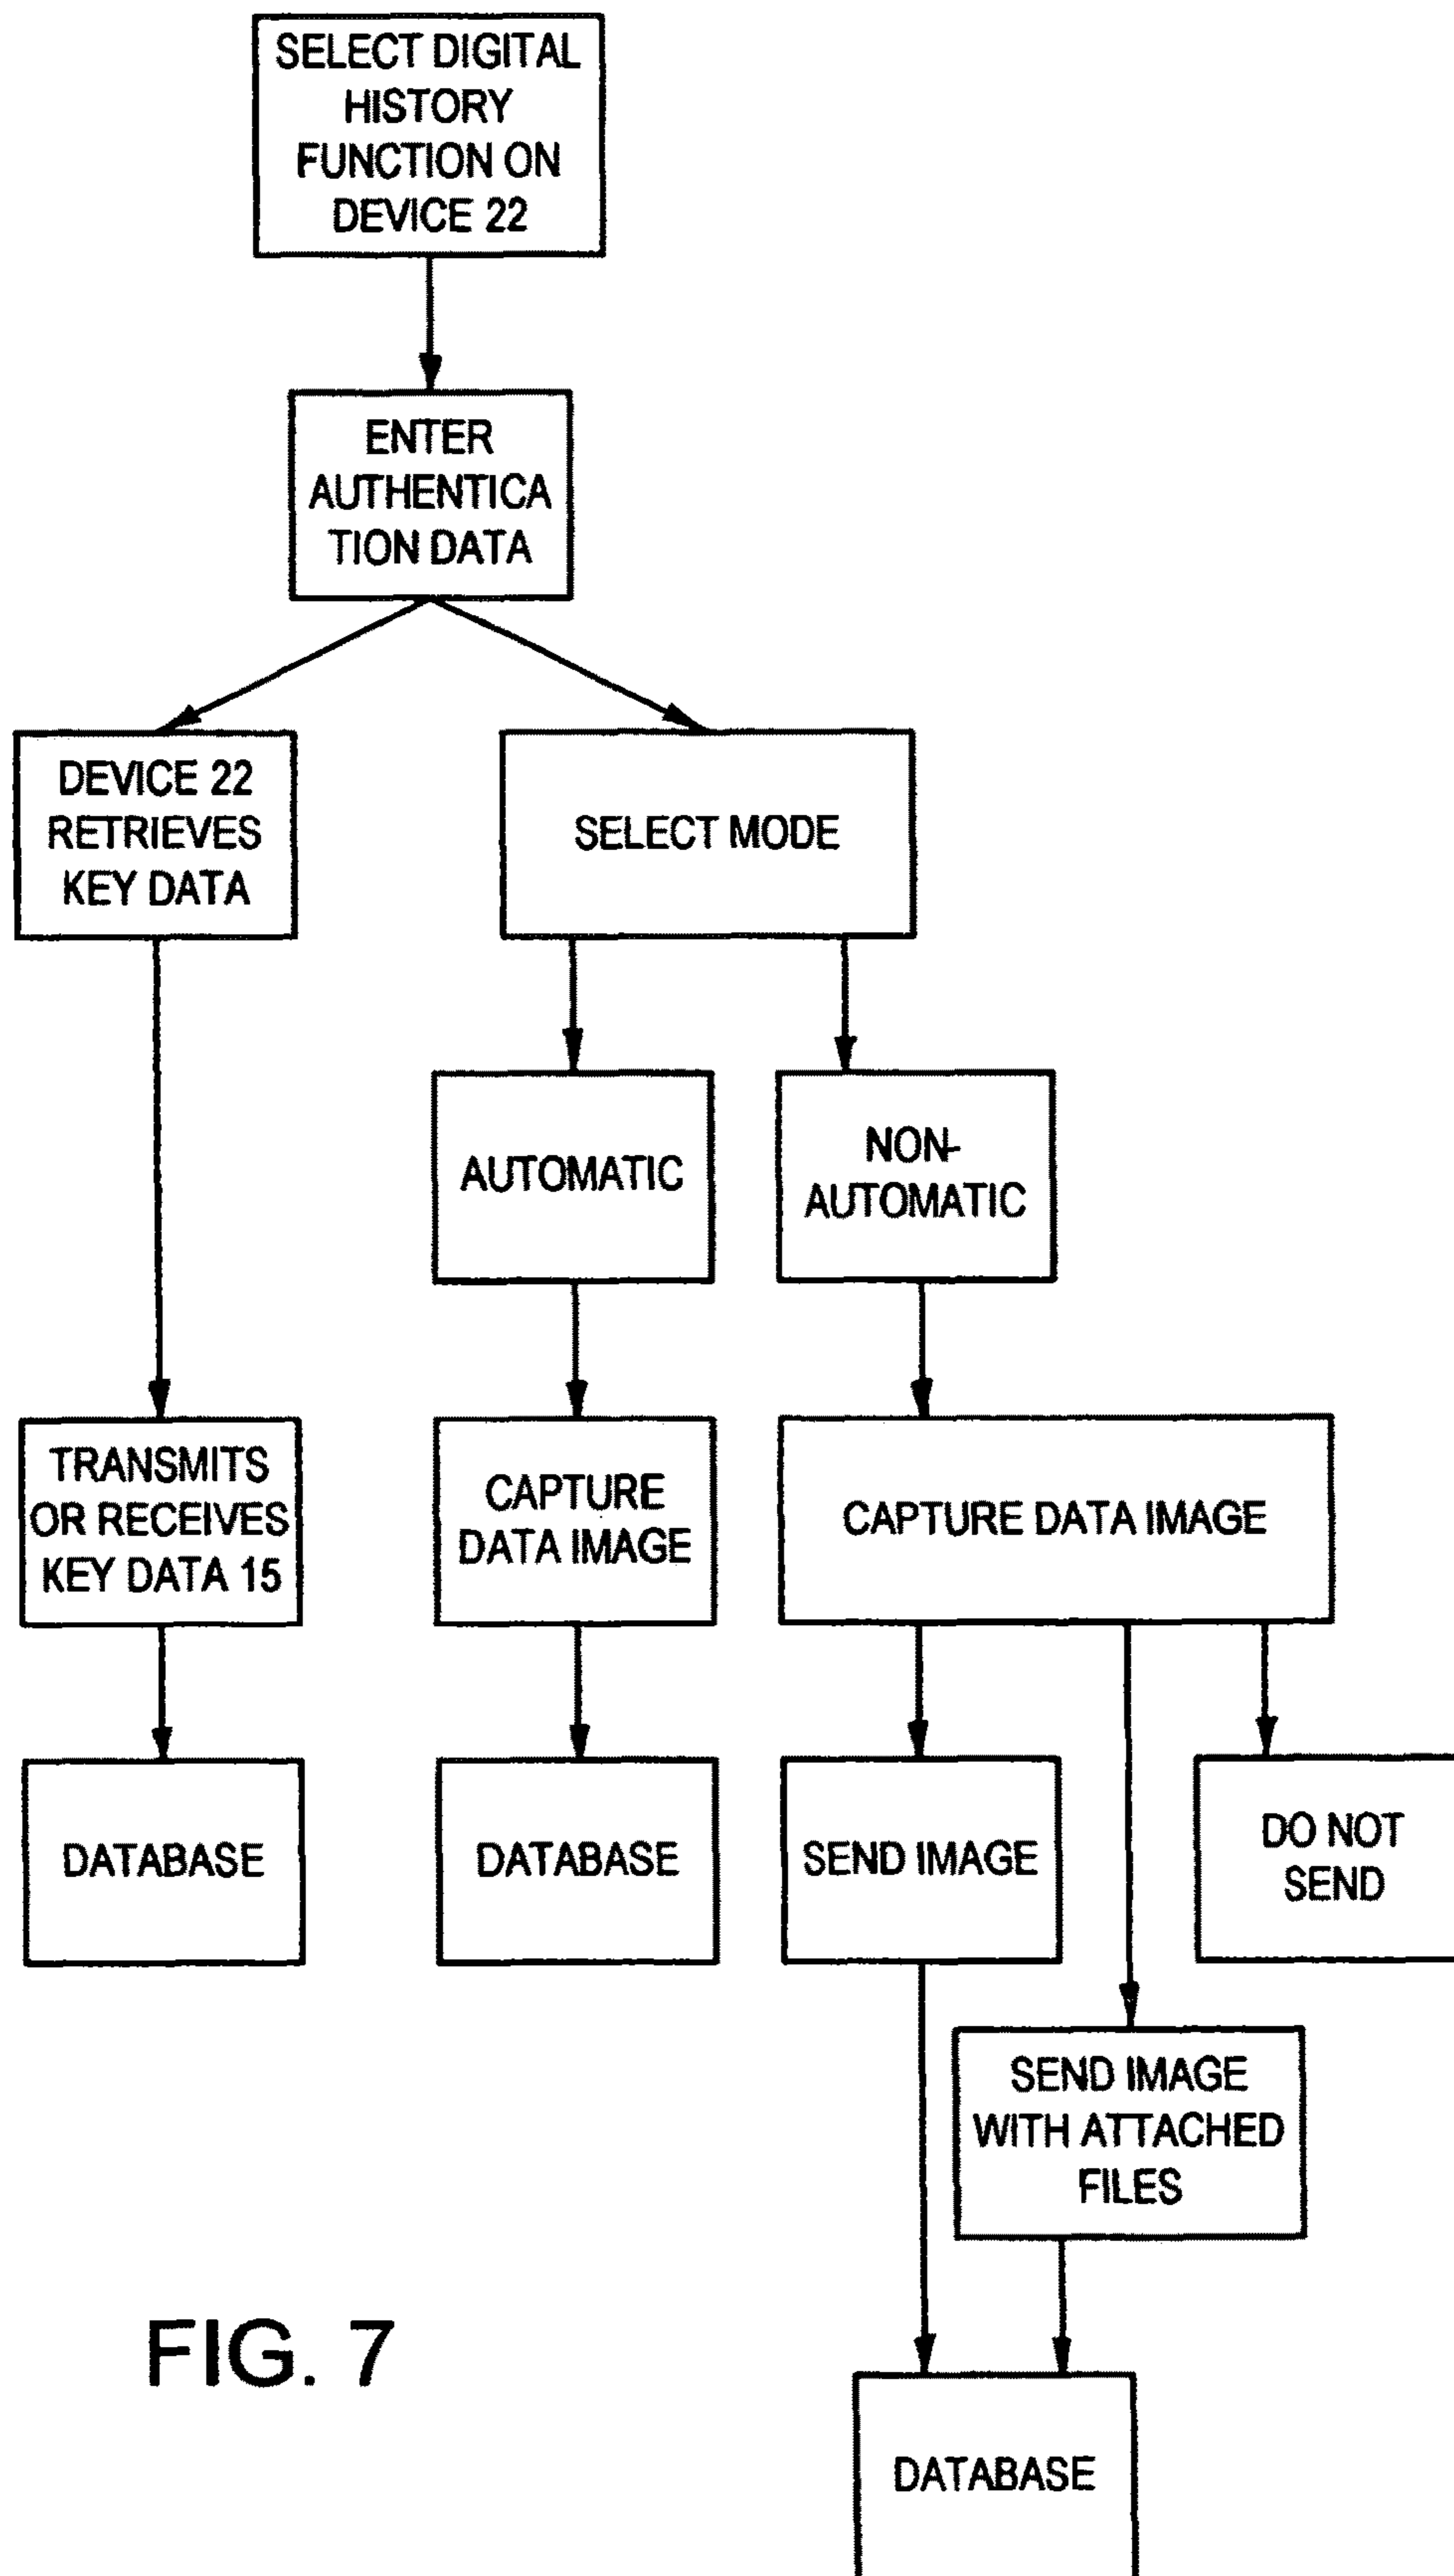 SELECT DIGITAL
HISTORY
FUNCTION ON
DEVICE 22
ENTER
AUTHENTICA
TION DATA
DEVICE 22
RETRIEVES
KEY DATA
SELECT MODE
AUTOMATIC
NON-
AUTOMATIC
TRANSMITS
OR RECEIVES
KEY DATA 15
CAPTURE
DATA IMAGE
CAPTURE DATA IMAGE
DATABASE
DATABASE
SEND IMAGE
DO NOT
SEND
SEND IMAGE
WITH ATTACHED
FILES
DATABASE
FIG. 7